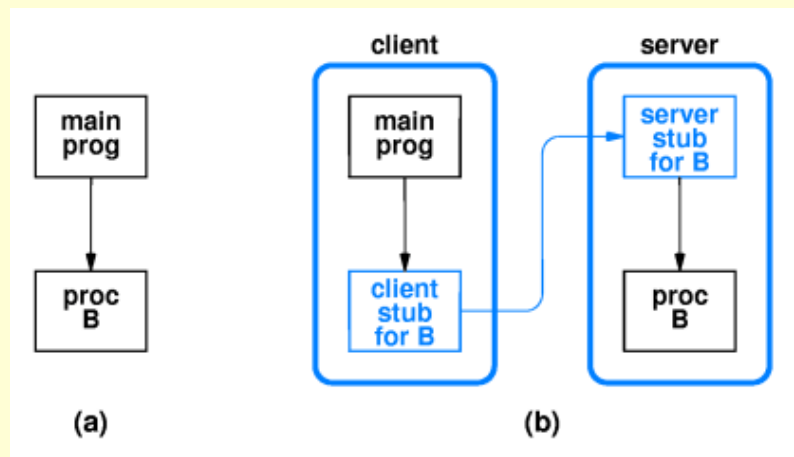 client
server
main
prog
proc
B
(a)
main
prog
client
stub
for B
server
stub
for B
proc
B
(b)